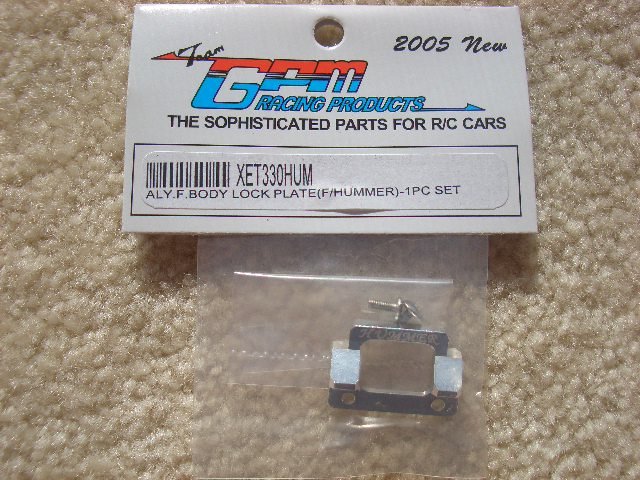 2005 New
Team
GPM
RACING PRODUCTS
THE SOPHISTICATED PARTS FOR R/C CARS
XET330HUM
ALY.F.BODY LOCK PLATE(F/HUMMER)-1PC SET
HUMMER